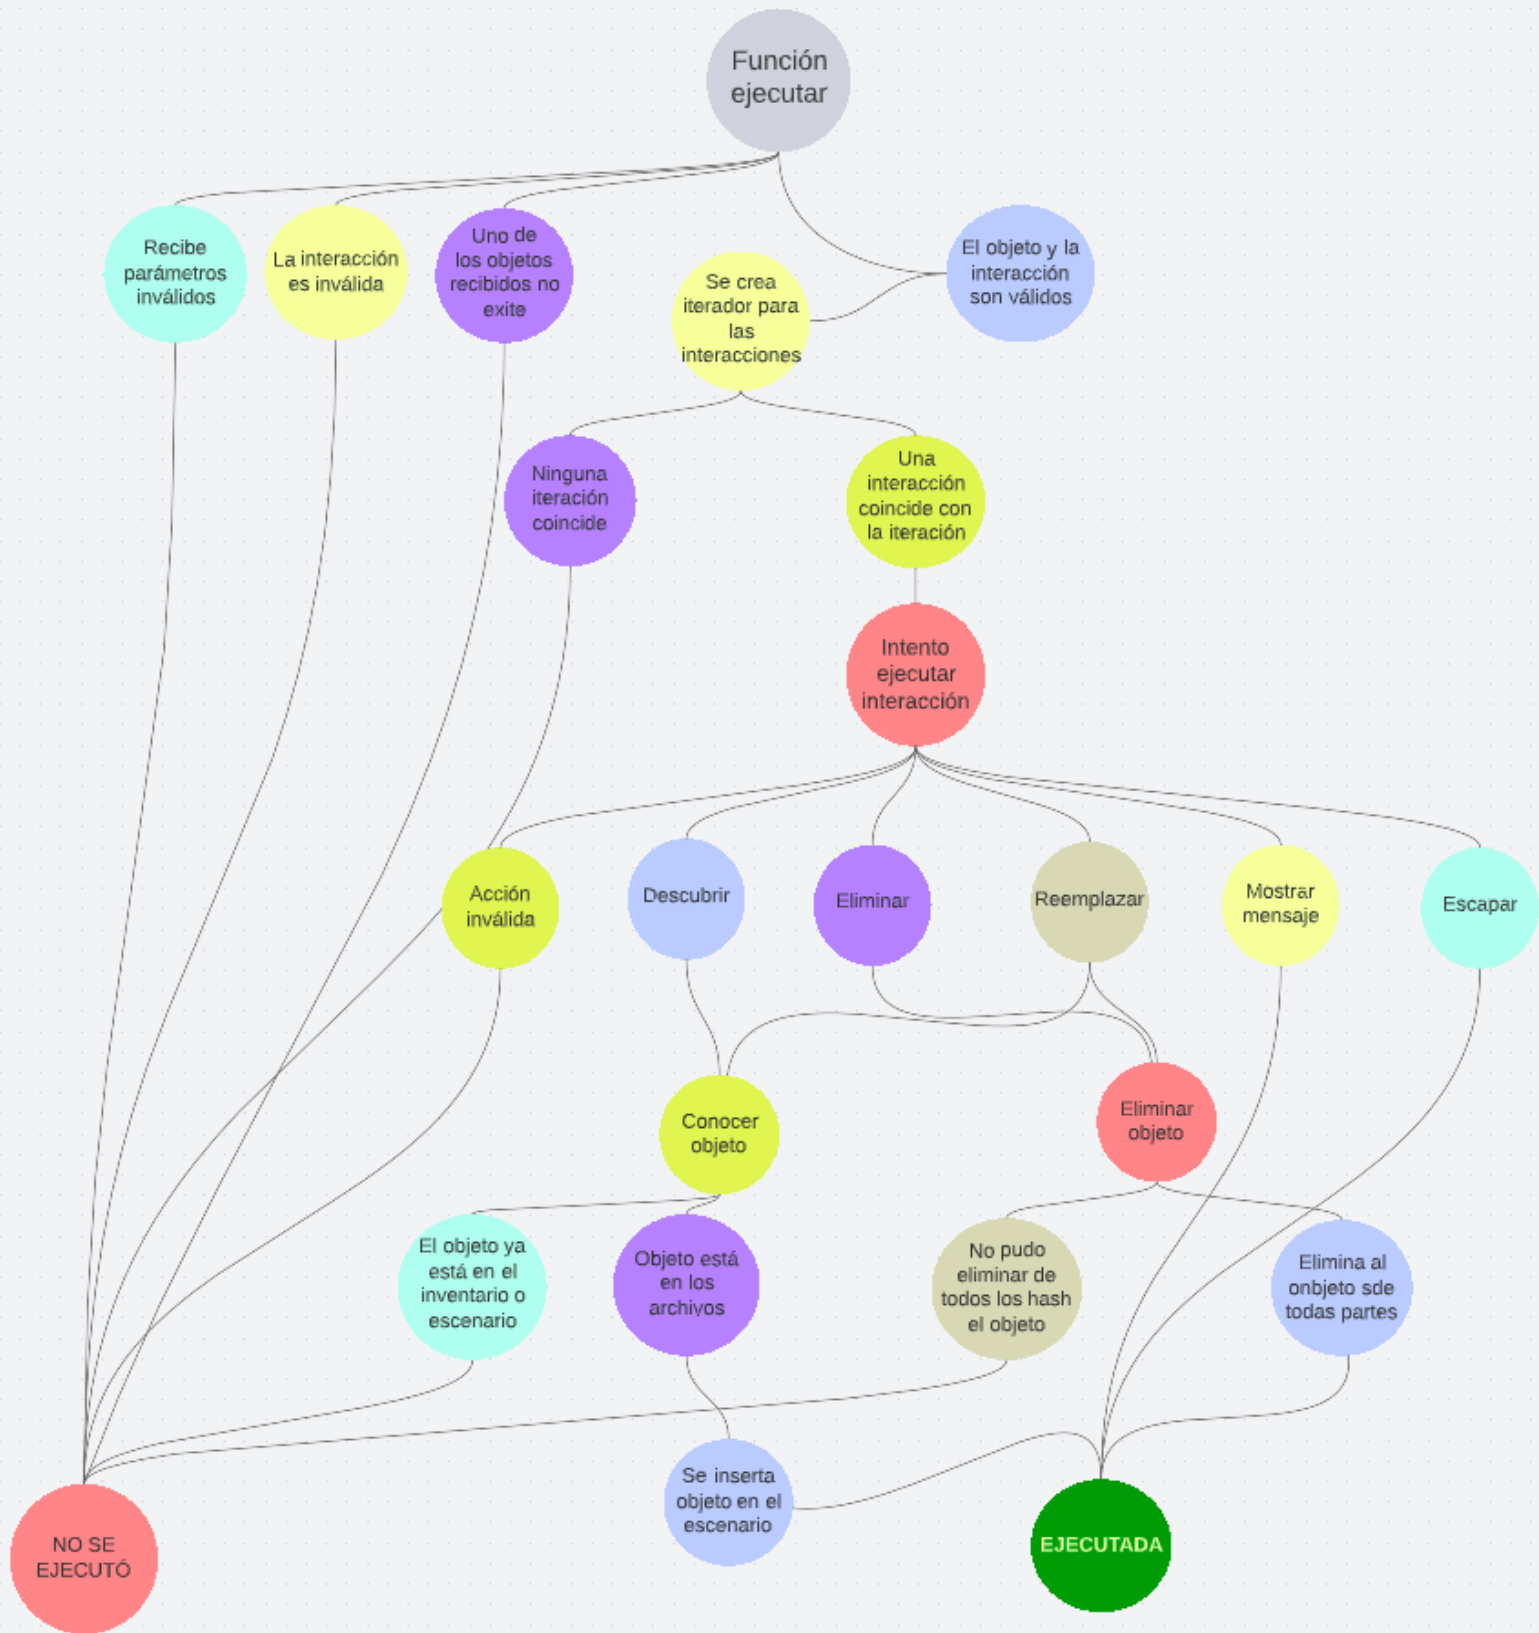 Función
ejecutar
Recibe
parámetros
inválidos
La interacción
es inválida
Uno de
los objetos
recibidos no
exite
Se crea
iterador para
las
interacciones
El objeto y la
interacción
son válidos
Ninguna
iteración
coincide
Una
interacción
coincide con
la iteración
Intento
ejecutar
interacción
Acción
inválida
Descubrir
Eliminar
Reemplazar
Mostrar
mensaje
Escapar
Conocer
objeto
Eliminar
objeto
El objeto ya
está en el
inventario o
escenario
Objeto está
en los
archivos
No pudo
eliminar de
todos los hash
el objeto
Elimina al
onbjeto sde
todas partes
Se inserta
objeto en el
escenario
NO SE
EJECUTÓ
EJECUTADA